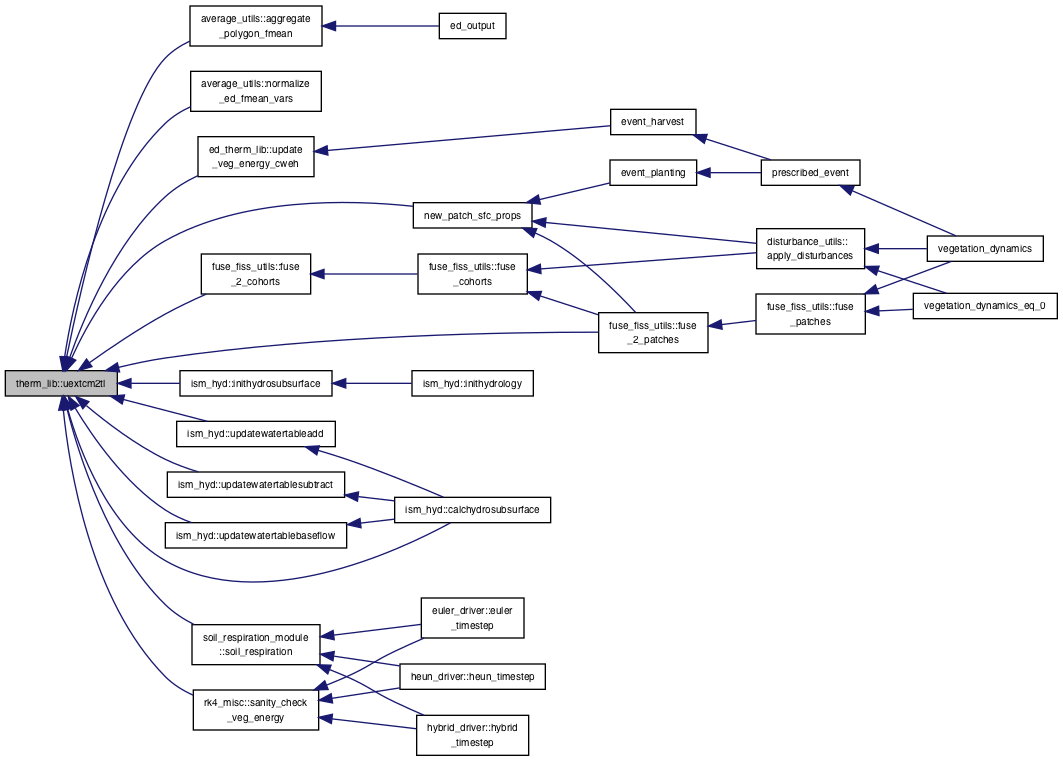 average_utils::aggregate
_polygon_fmean
ed_output
average_utils::normalize
_ed_fmean_vars
event_harvest
ed_therm_lib::update
_veg_energy_cweh
event_planting
prescribed_event
new_patch_sfc_props
disturbance_utils::
apply_disturbances
vegetation_dynamics
fuse_fiss_utils::fuse
_2_cohorts
fuse_fiss_utils::fuse
_cohorts
fuse_fiss_utils::fuse
_patches
vegetation_dynamics_eq_0
fuse_fiss_utils::fuse
_2_patches
therm_lib::uextcm2tl
ism_hyd::inithydrosubsurface
ism_hyd::inithydrology
ism_hyd::updatewatertableadd
ism_hyd::updatewatertablesubtract
ism_hyd::calchydrosubsurface
ism_hyd::updatewatertablebaseflow
euler_driver::euler
_timestep
soil_respiration_module
::soil_respiration
heun_driver::heun_timestep
rk4_misc::sanity_check
_veg_energy
hybrid_driver::hybrid
_timestep